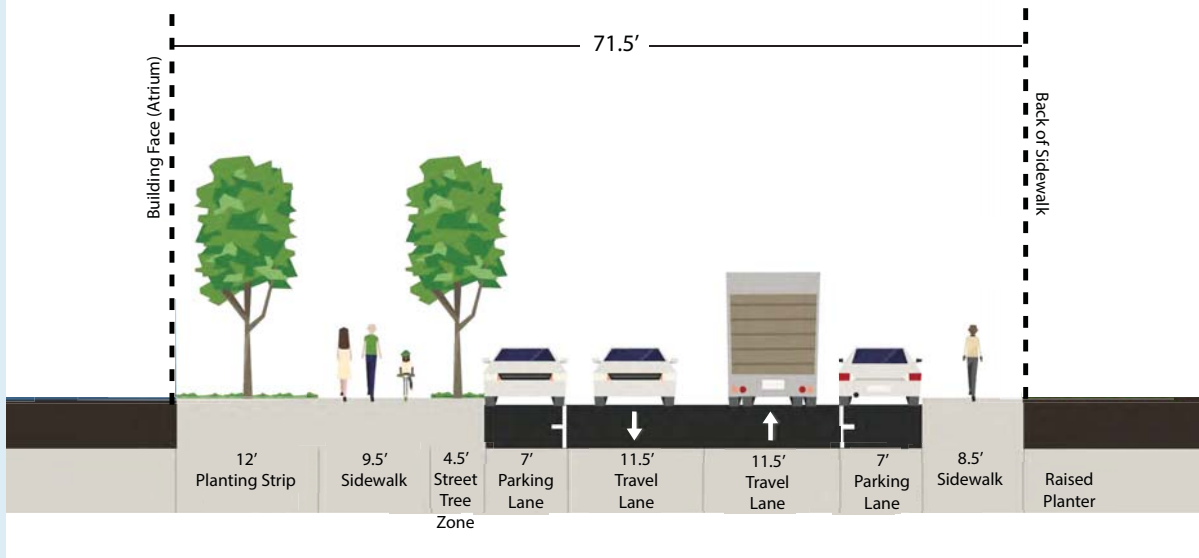 71.5’
Building Face (Atrium)
Back of Sidewalk
12’
Planting Strip
9.5’
Sidewalk
4.5’
Street
Tree
Zone
7’
Parking
Lane
11.5’
Travel
Lane
11.5’
Travel
Lane
7’
Parking
Lane
8.5’
Sidewalk
Raised
Planter